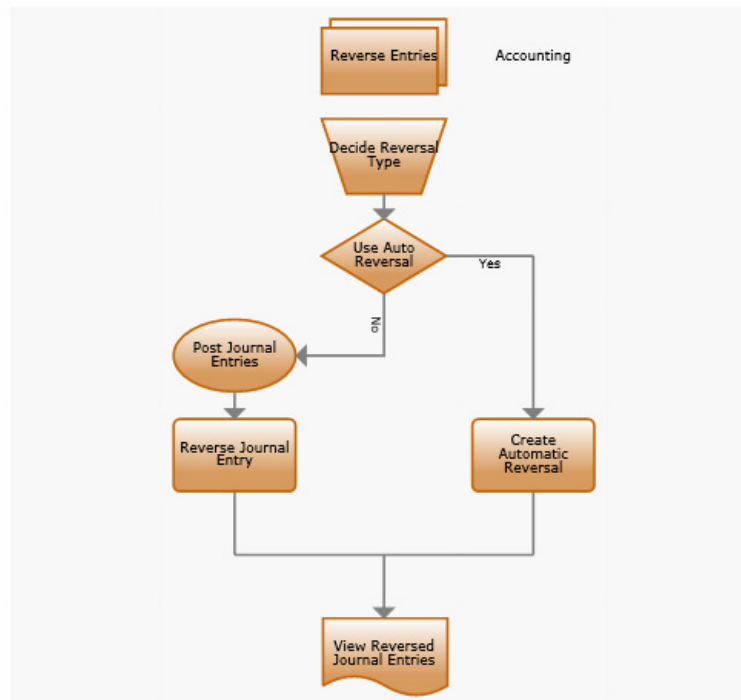 Reverse Entries
Accounting
Decide Reversal
Type
Use Auto
Reversal
Yes
No
Post Journal
Entries
Reverse Journal
Entry
Create
Automatic
Reversal
View Reversed
Journal Entries